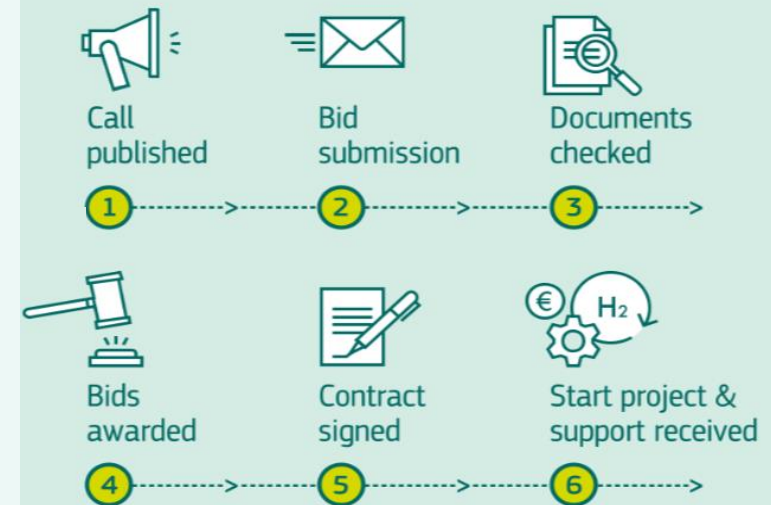 Call
published
Bid
submission
€
Documents
checked
1
2
3
Bids
awarded
Contract
signed
€
H₂
Start project &
support received
4
5
6